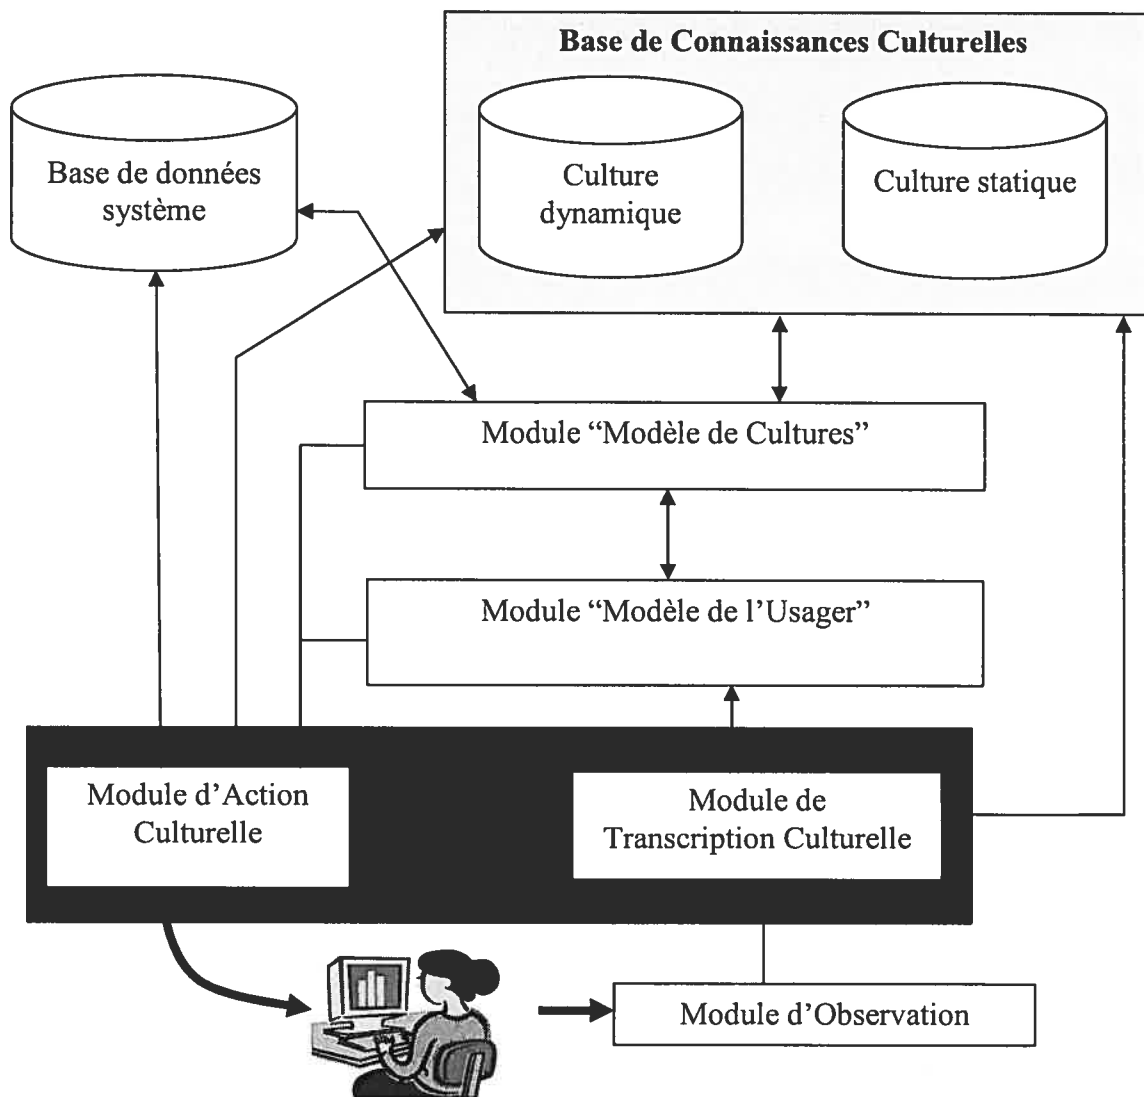 Base de Connaissances Culturelles
Base de données
système
Culture
dynamique
Culture statique
Module “Modèle de Cultures”
Module “Modèle de l’Usager”
Module d’Action
Culturelle
Module de
Transcription Culturelle
Module d’Observation